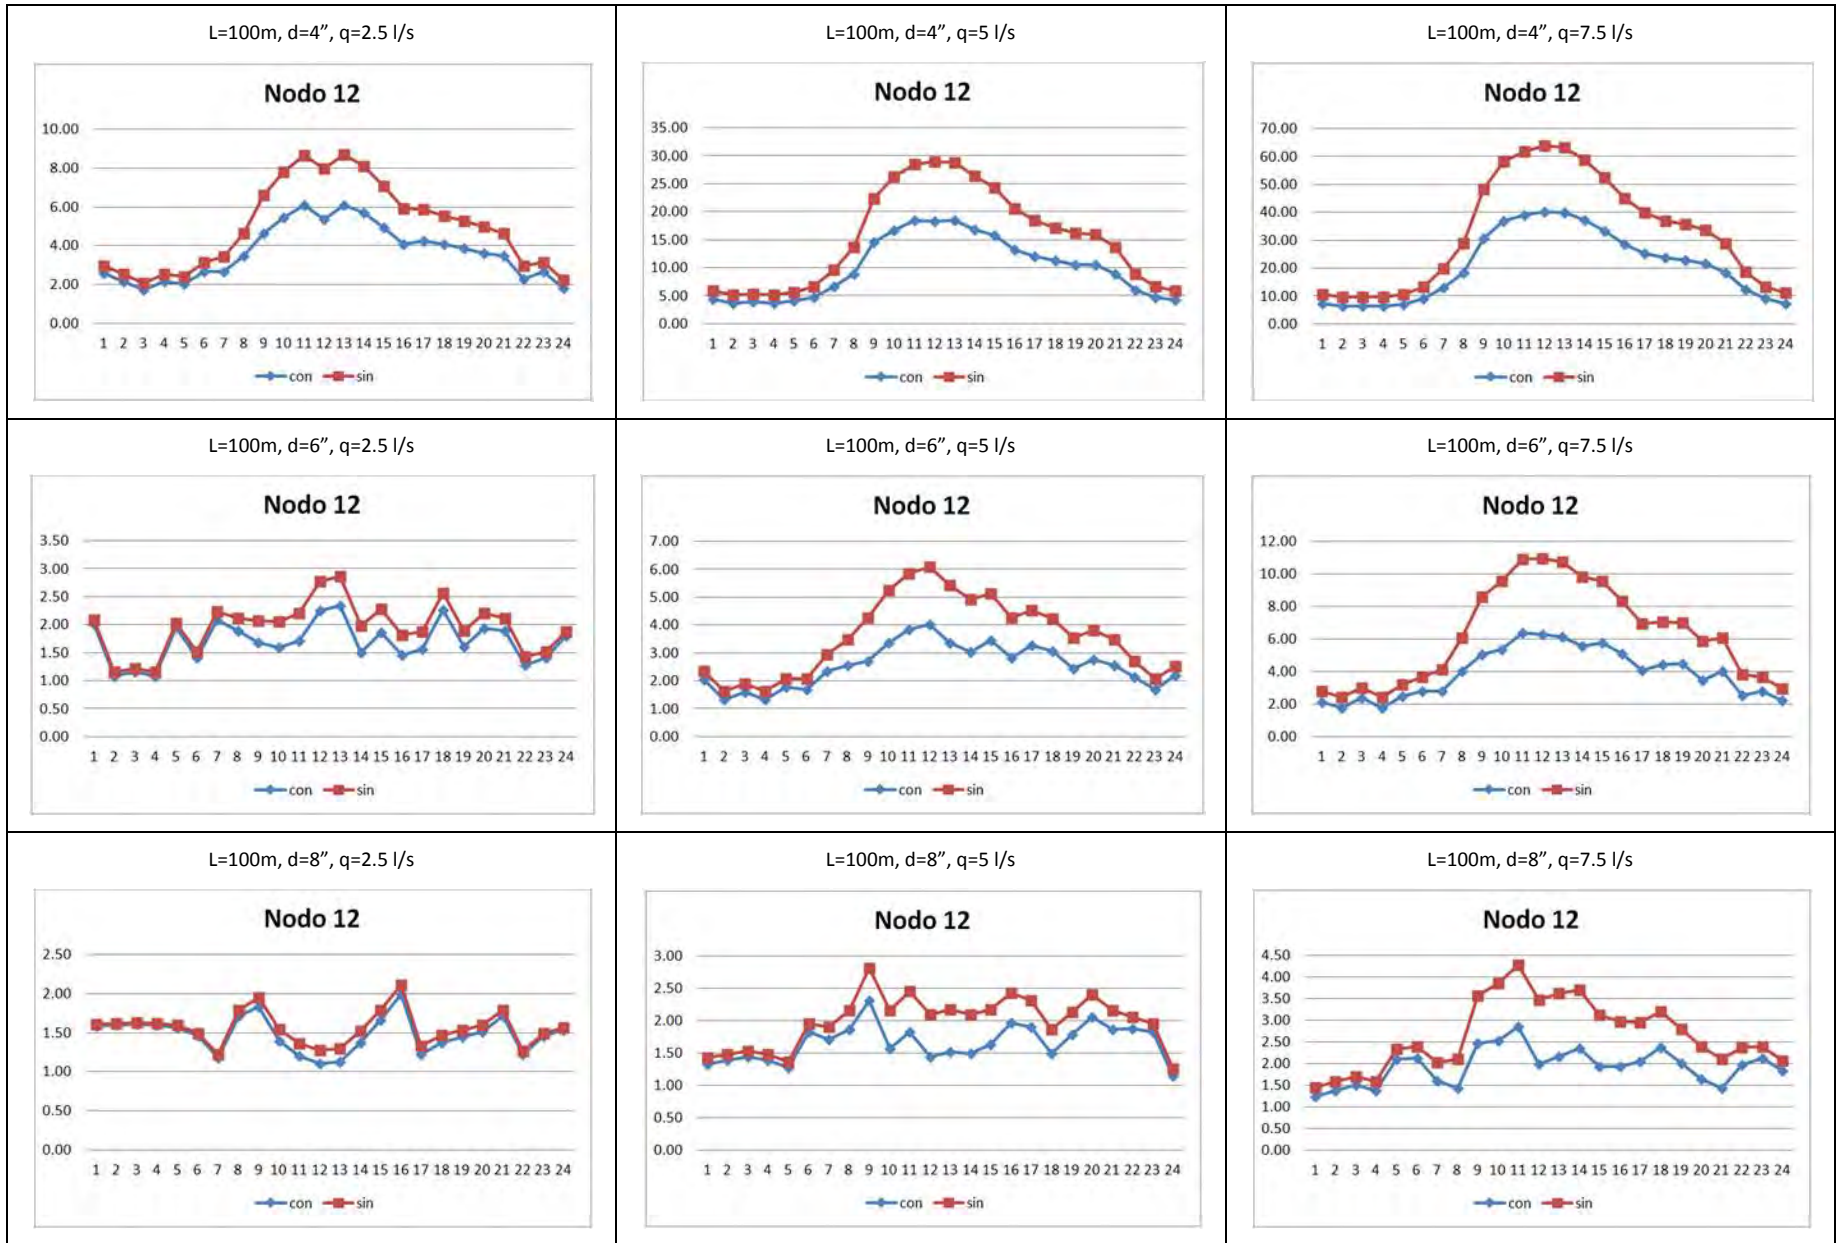 L=100m, d=4”, q=2.5 l/s
Nodo 12
10.00
8.00
6.00
4.00
2.00
0.00
1 2 3 4 5 6 7 8 9 10 11 12 13 14 15 16 17 18 19 20 21 22 23 24
con sin
L=100m, d=4”, q=5 l/s
Nodo 12
35.00
30.00
25.00
20.00
15.00
10.00
5.00
0.00
1 2 3 4 5 6 7 8 9 10 11 12 13 14 15 16 17 18 19 20 21 22 23 24
con sin
L=100m, d=4”, q=7.5 l/s
Nodo 12
70.00
60.00
50.00
40.00
30.00
20.00
10.00
0.00
1 2 3 4 5 6 7 8 9 10 11 12 13 14 15 16 17 18 19 20 21 22 23 24
con sin
L=100m, d=6”, q=2.5 l/s
Nodo 12
3.50
3.00
2.50
2.00
1.50
1.00
0.50
0.00
1 2 3 4 5 6 7 8 9 10 11 12 13 14 15 16 17 18 19 20 21 22 23 24
con sin
L=100m, d=6”, q=5 l/s
Nodo 12
7.00
6.00
5.00
4.00
3.00
2.00
1.00
0.00
1 2 3 4 5 6 7 8 9 10 11 12 13 14 15 16 17 18 19 20 21 22 23 24
con sin
L=100m, d=6”, q=7.5 l/s
Nodo 12
12.00
10.00
8.00
6.00
4.00
2.00
0.00
1 2 3 4 5 6 7 8 9 10 11 12 13 14 15 16 17 18 19 20 21 22 23 24
con sin
L=100m, d=8”, q=2.5 l/s
Nodo 12
2.50
2.00
1.50
1.00
0.50
0.00
1 2 3 4 5 6 7 8 9 10 11 12 13 14 15 16 17 18 19 20 21 22 23 24
con sin
L=100m, d=8”, q=5 l/s
Nodo 12
3.00
2.50
2.00
1.50
1.00
0.50
0.00
1 2 3 4 5 6 7 8 9 10 11 12 13 14 15 16 17 18 19 20 21 22 23 24
con sin
L=100m, d=8”, q=7.5 l/s
Nodo 12
4.50
4.00
3.50
3.00
2.50
2.00
1.50
1.00
0.50
0.00
1 2 3 4 5 6 7 8 9 10 11 12 13 14 15 16 17 18 19 20 21 22 23 24
con sin